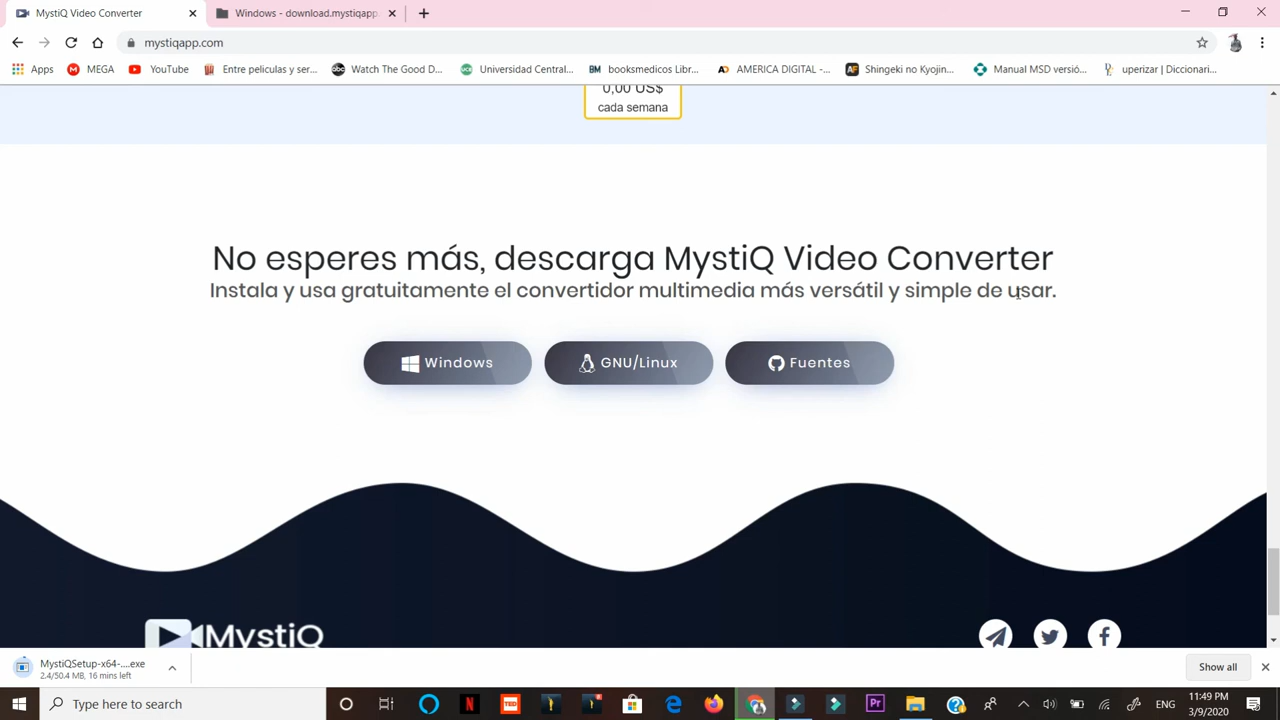 MystiQ Video Converter
Windows - download.mystiqapp.
mystiqapp.com
Apps
MEGA
YouTube
Entre peliculas y ser...
Watch The Good D...
Universidad Central...
booksmedicos Libr...
AMERICA DIGITAL -...
Shingeki no Kyojin...
Manual MSD versió...
uperizar | Diccionari...
0,00 US$
cada semana
No esperes más, descarga MystiQ Video Converter
Instala y usa gratuitamente el convertidor multimedia más versátil y simple de usar.
Windows
GNU/Linux
Fuentes
MystiQ
MystiQSetup-x64-....exe
2.4/50.4 MB, 16 mins left
Show all
Type here to search
ENG
11:49 PM
3/9/2020